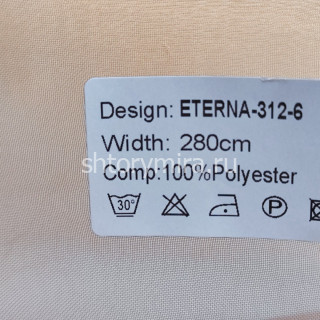 Design: ETERNA-312-6
Width: 280cm
shtorymira.ru
Comp:100%Polyester
30°
P